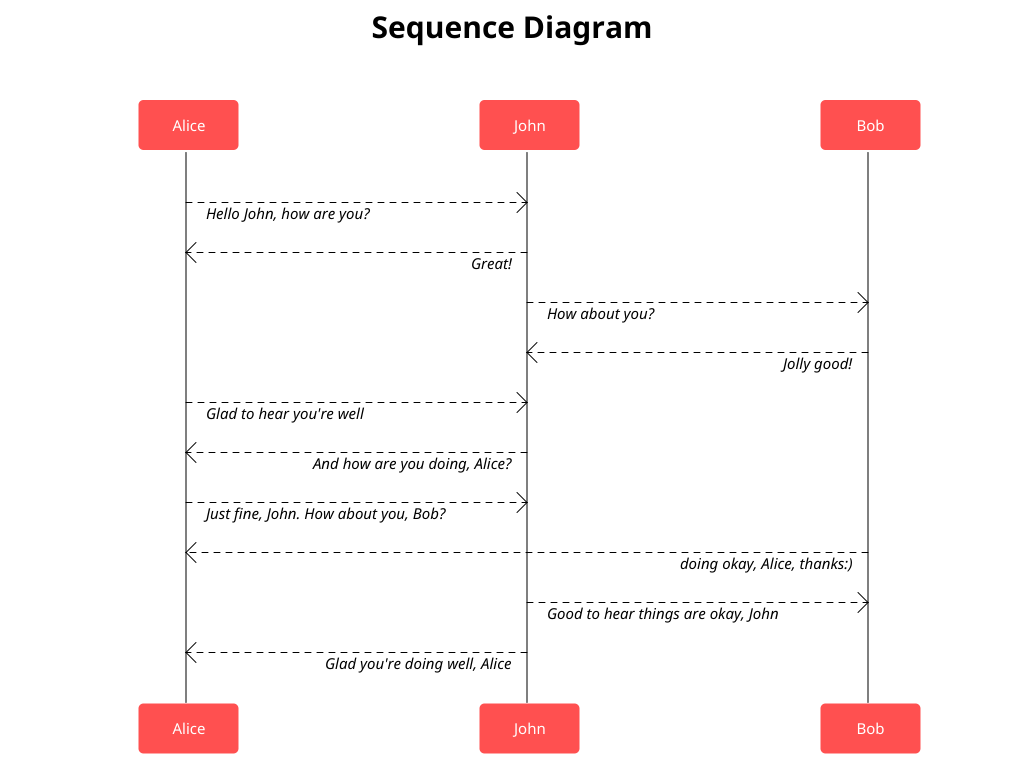 Sequence Diagram
Alice
John
Bob
Hello John, how are you?
Great!
How about you?
Jolly good!
Glad to hear you're well
And how are you doing, Alice?
Just fine, John. How about you, Bob?
doing okay, Alice, thanks:)
Good to hear things are okay, John
Glad you're doing well, Alice
Alice
John
Bob